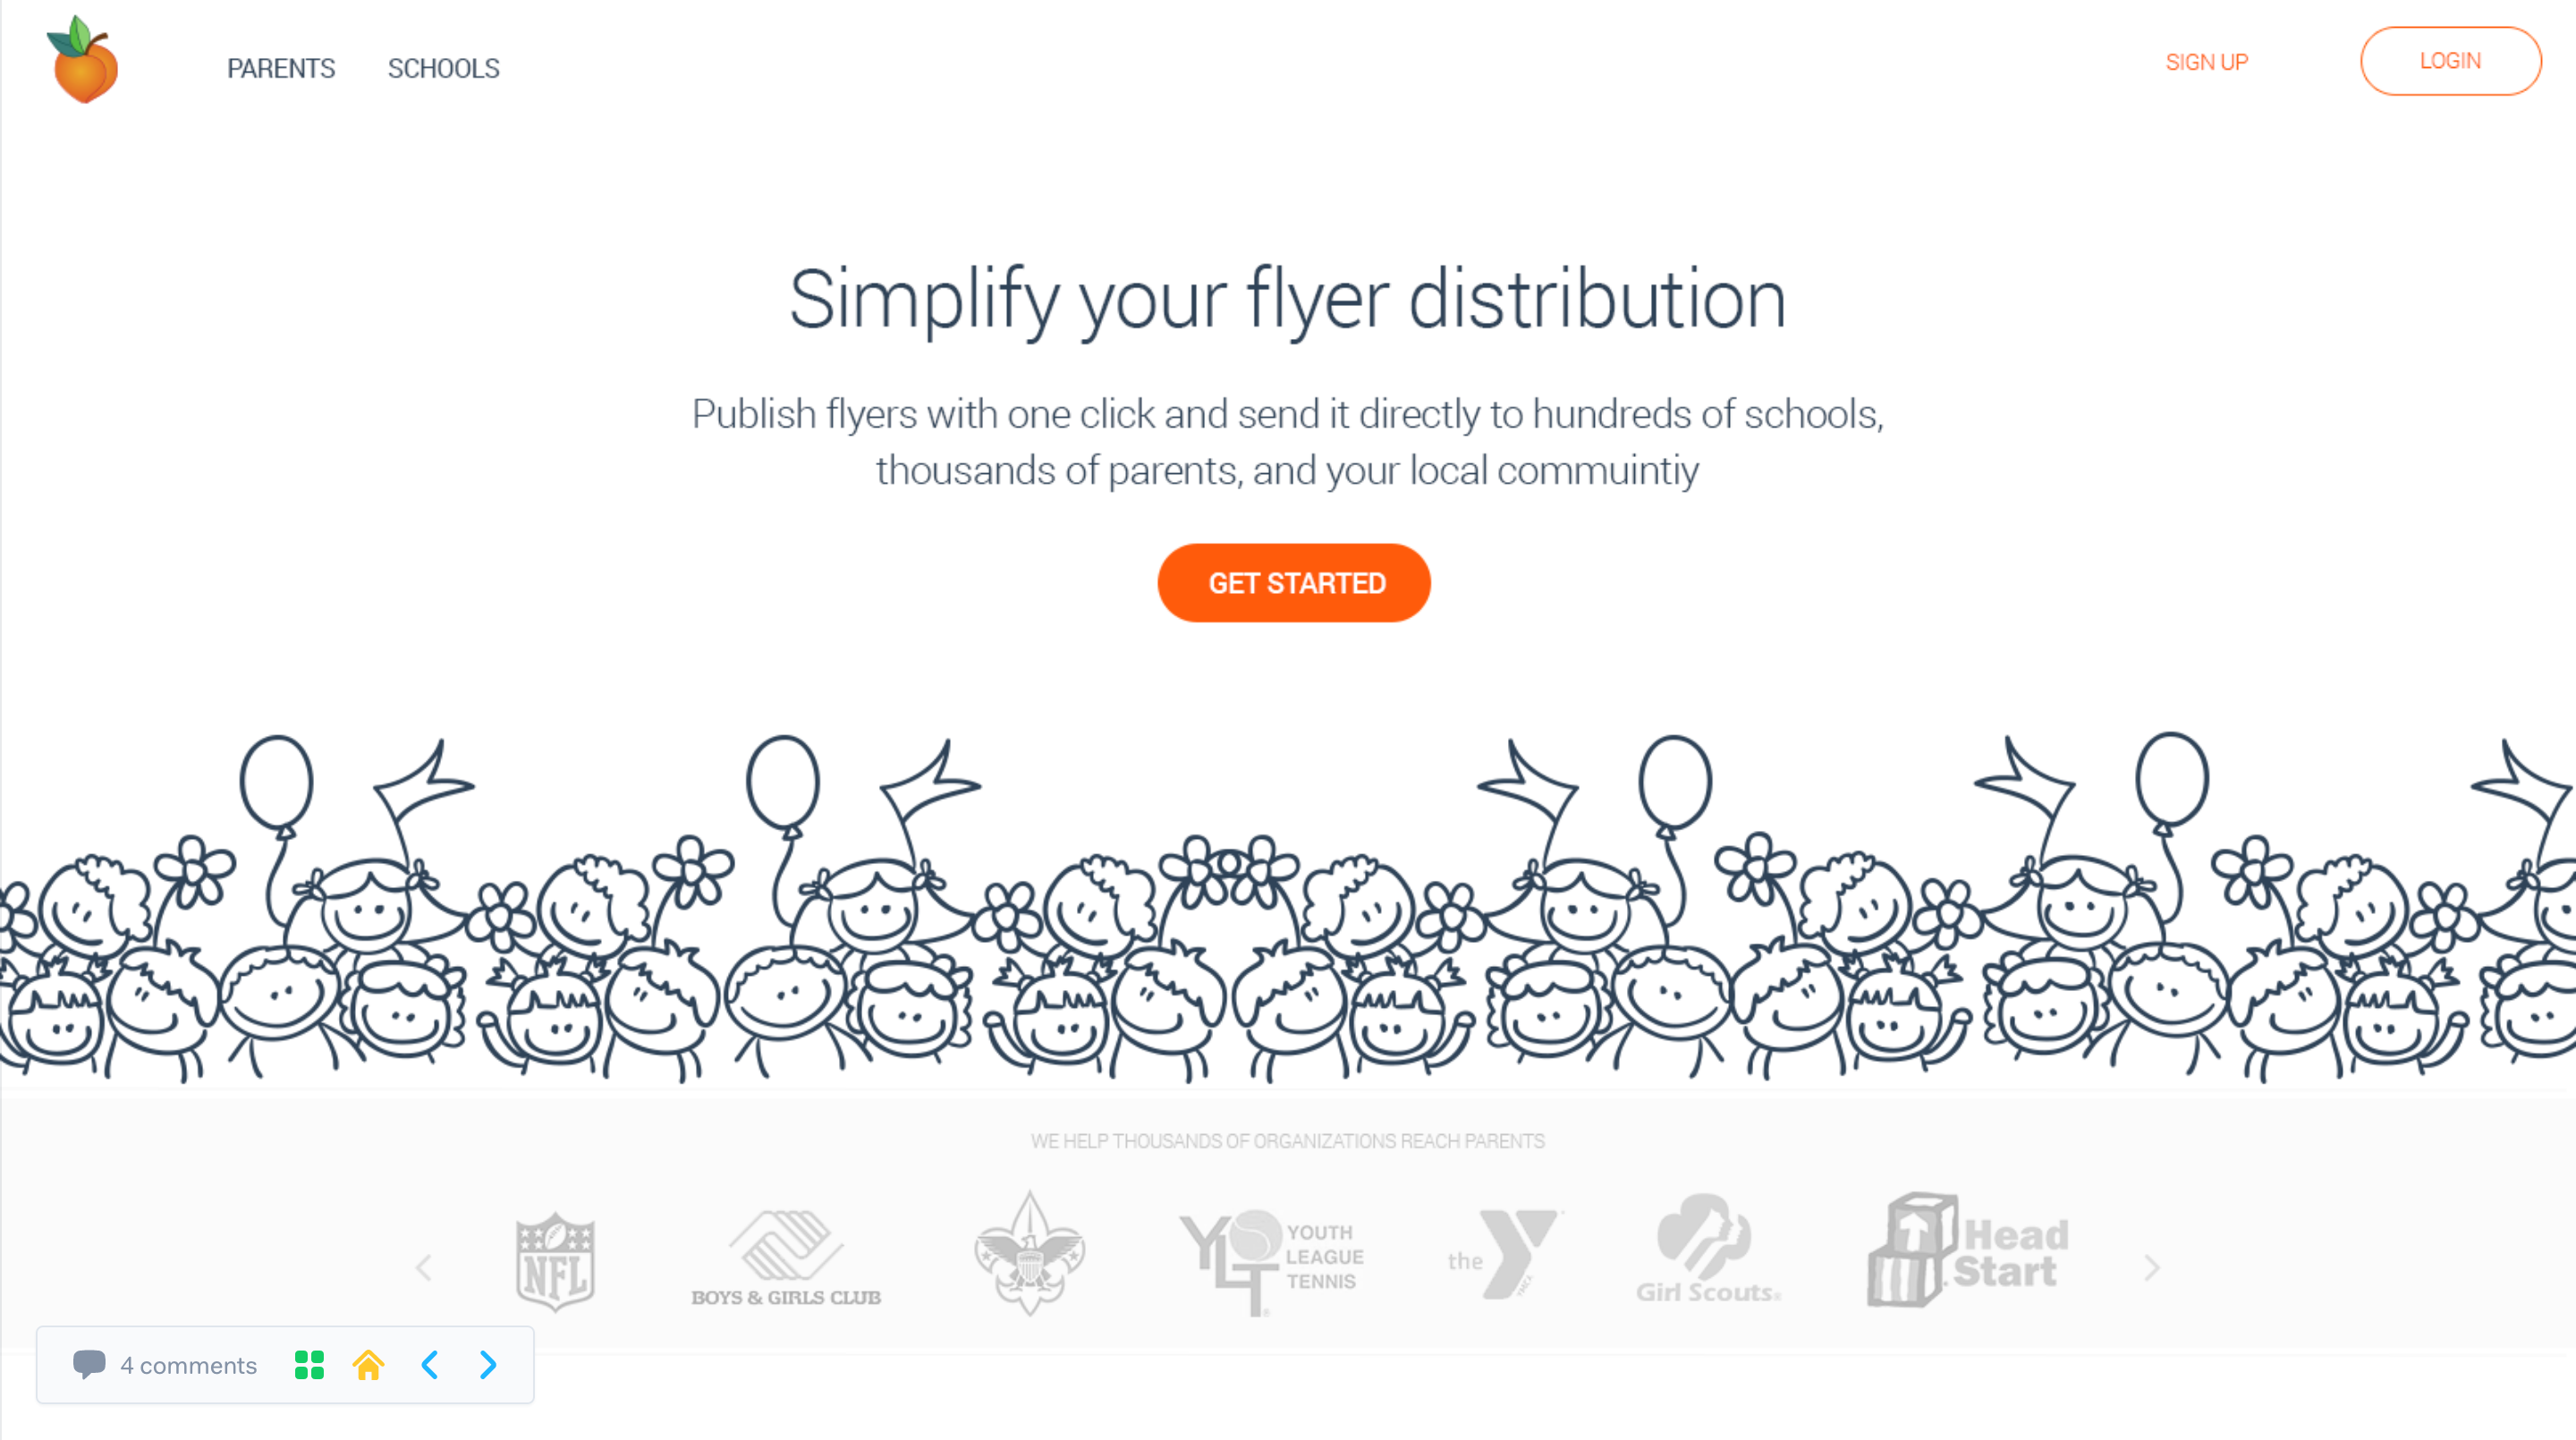 PARENTS SCHOOLS SIGN UP LOGIN
Simplify your flyer distribution
Publish flyers with one click and send it directly to hundreds of schools,
thousands of parents, and your local commuintiy
GET STARTED
WE HELP THOUSANDS OF ORGANIZATIONS REACH PARENTS
NFL
BOYS & GIRLS CLUB
YLT® YOUTH
LEAGUE
TENNIS
the Y YMCA
Girl Scouts®
Head
Start
4 comments